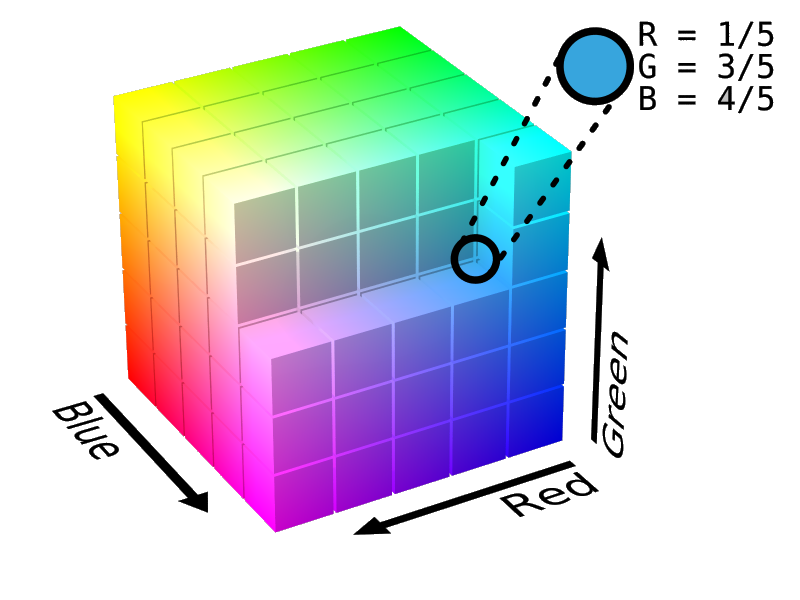 R = 1/5
G = 3/5
B = 4/5
Blue
Red
Green